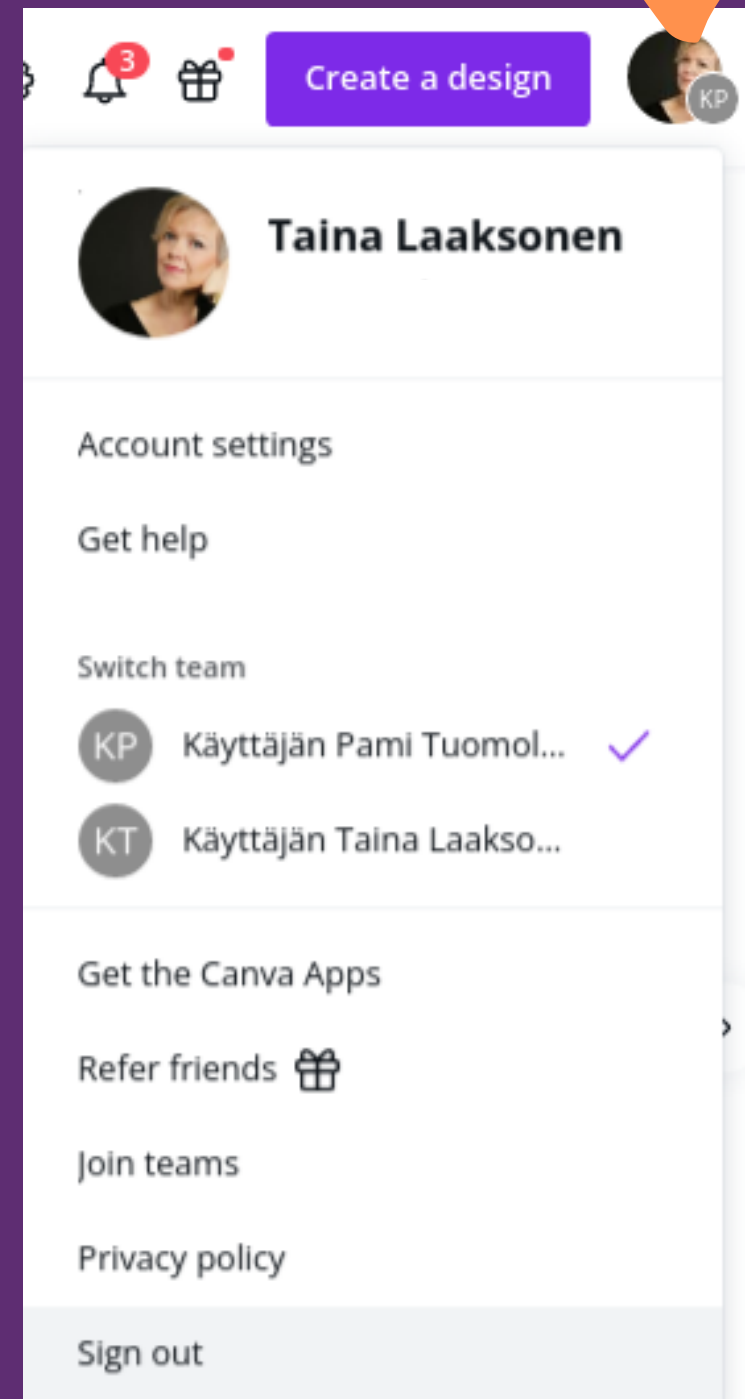 3
Create a design
KP
Taina Laaksonen
Account settings
Get help
Switch team
KP Käyttäjän Pami Tuomol...
KT Käyttäjän Taina Laakso...
Get the Canva Apps
Refer friends
Join teams
Privacy policy
Sign out